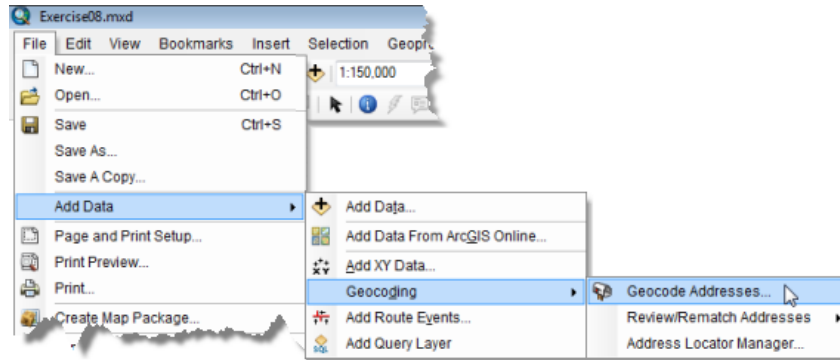 Exercise08.mxd
File Edit View Bookmarks Insert Selection
New... Ctrl+N
1:150,000
Open... Ctrl+O
Save Ctrl+S
Save As...
Save A Copy...
Add Data
Add Data...
Page and Print Setup...
Add Data From ArcGIS Online...
Print Preview...
Add XY Data...
Print...
Geocoding
Geocode Addresses...
Create Map Package...
Add Route Events...
Review/Rematch Addresses
SQL
Add Query Layer
Address Locator Manager...